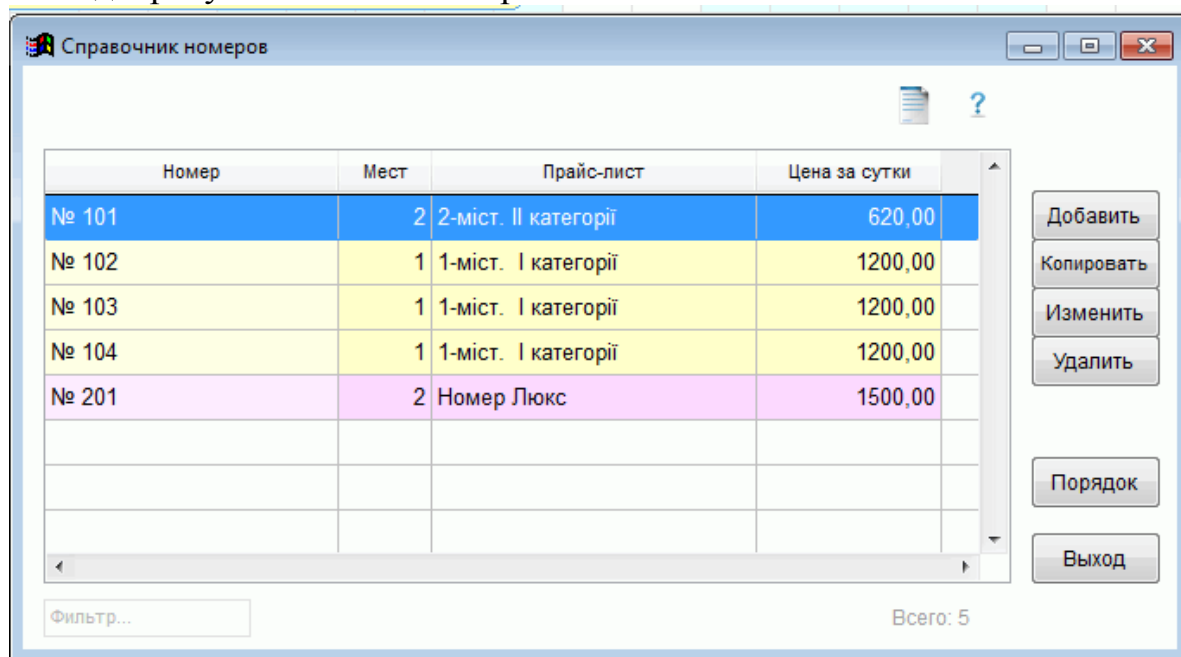 Справочник номеров
?
Номер Мест Прайс-лист Цена за сутки
№ 101 2 2-міст. II категорії 620,00
№ 102 1 1-міст. I категорії 1200,00
№ 103 1 1-міст. I категорії 1200,00
№ 104 1 1-міст. I категорії 1200,00
№ 201 2 Номер Люкс 1500,00
Добавить
Копировать
Изменить
Удалить
Порядок
Выход
Фильтр...
Всего: 5